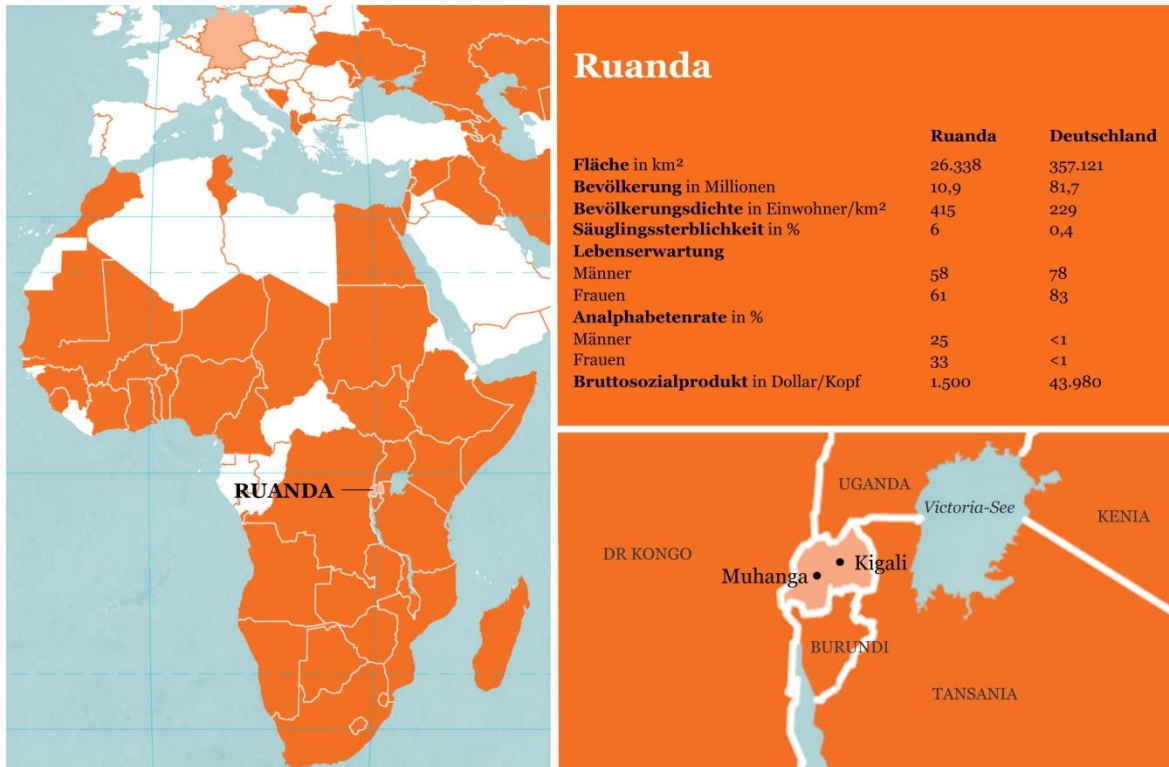 RUANDA
Ruanda
Ruanda Deutschland
Fläche in km² 26.338 357.121
Bevölkerung in Millionen 10,9 81,7
Bevölkerungsdichte in Einwohner/km² 415 229
Säuglingssterblichkeit in % 6 0,4
Lebenserwartung
Männer 58 78
Frauen 61 83
Analphabetenrate in %
Männer 25 <1
Frauen 33 <1
Bruttosozialprodukt in Dollar/Kopf 1.500 43.980
UGANDA
Victoria-See
KENIA
DR KONGO
Kigali
Muhanga
BURUNDI
TANSANIA